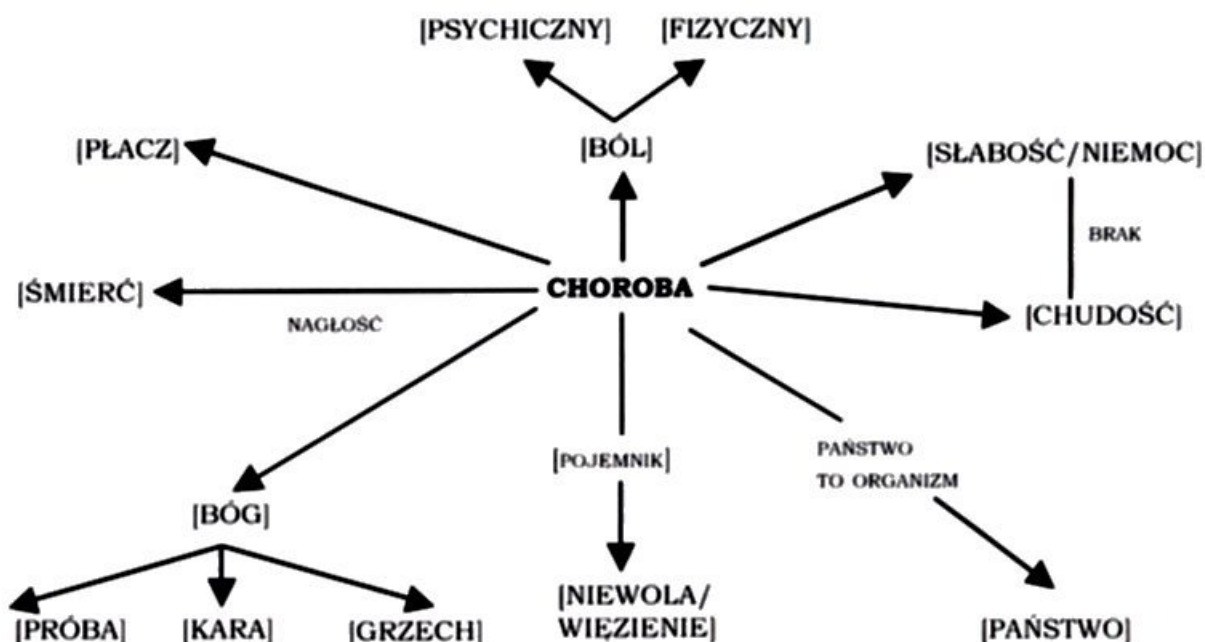 [PSYCHICZNY] [FIZYCZNY]
[PŁACZ]
[BÓL]
[SŁABOŚĆ/NIEMOC]
BRAK
[ŚMIERĆ]
CHOROBA
[CHUDOŚĆ]
NAGŁOŚĆ
[POJEMNIK]
PAŃSTWO
TO ORGANIZM
[BÓG]
[PRÓBA] [KARA] [GRZECH]
[NIEWOLA/
WIĘZIENIE]
[PAŃSTWO]